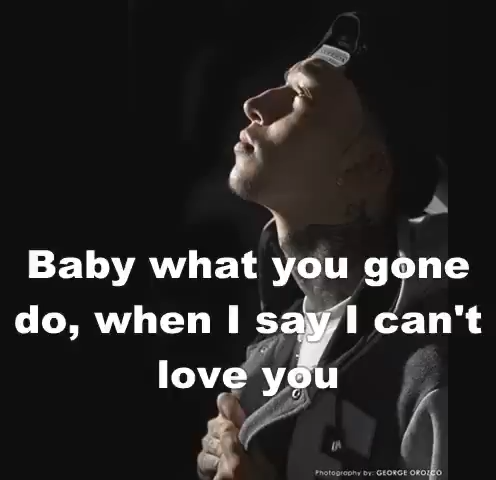 Baby what you gone
do, when I say I can't
love you
Photography by: GEORGE OROZCO